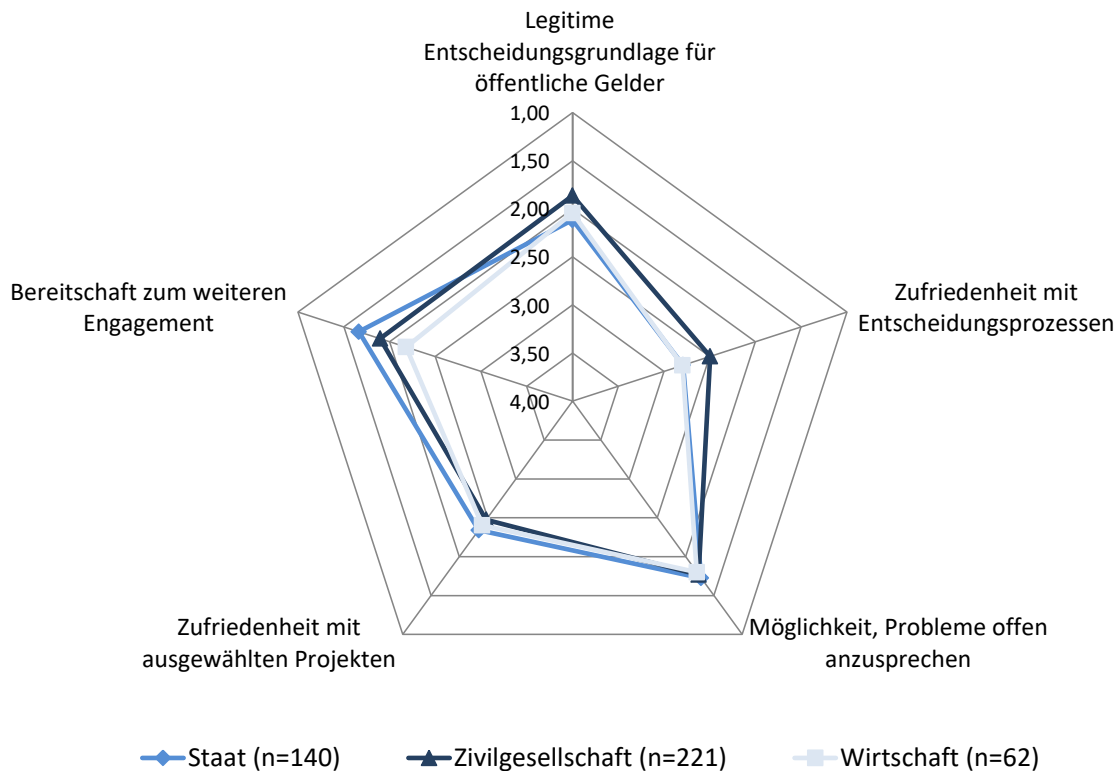 Legitime
Entscheidungsgrundlage für
öffentliche Gelder
1,00
1,50
2,00
2,50
3,00
3,50
4,00
Bereitschaft zum weiteren
Engagement
Zufriedenheit mit
Entscheidungsprozessen
Zufriedenheit mit
ausgewählten Projekten
Möglichkeit, Probleme offen
anzusprechen
Staat (n=140)
Zivilgesellschaft (n=221)
Wirtschaft (n=62)